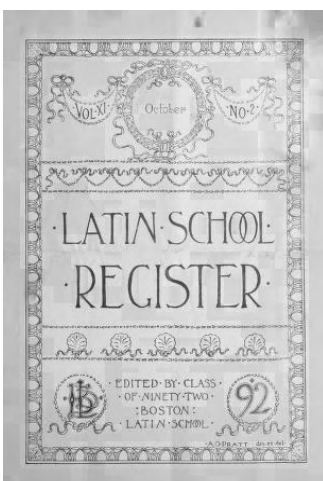 ·VOL·XI· October ·NO·2·
·LATIN·SCHOOL·
·REGISTER·
·EDITED·BY·CLASS·
·OF·NINETY·TWO·
:BOSTON:
·LATIN·SCHOOL·
92
·A·D·PRATT·